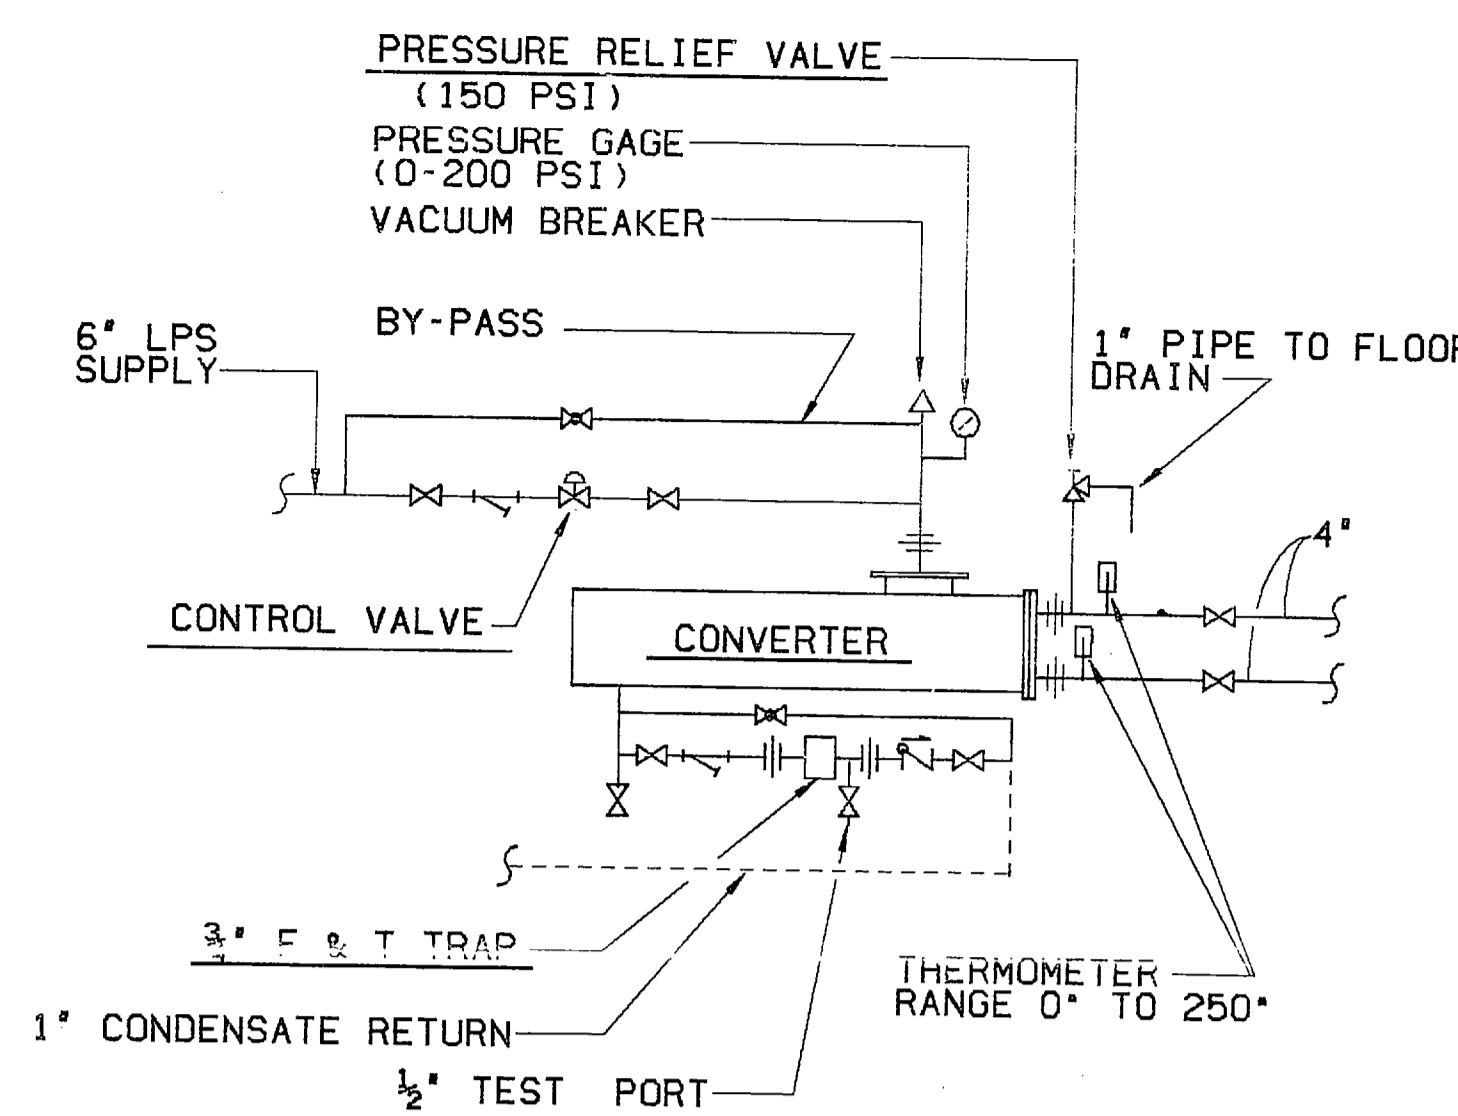 PRESSURE RELIEF VALVE
(150 PSI)
PRESSURE GAGE
(0-200 PSI)
VACUUM BREAKER
BY-PASS
6" LPS
SUPPLY
1" PIPE TO FLOOR
DRAIN
4"
CONTROL VALVE
CONVERTER
3/4" F & T TRAP
THERMOMETER
RANGE 0° TO 250°
1" CONDENSATE RETURN
1/2" TEST PORT